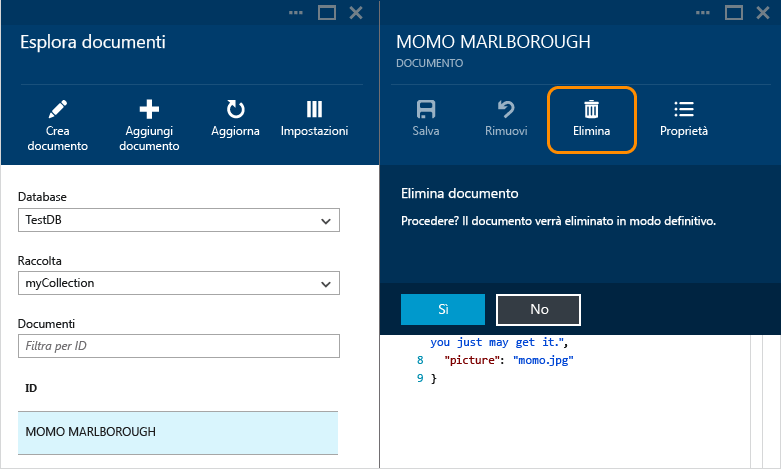 Esplora documenti
Crea
documento
Aggiungi
documento
Aggiorna
Impostazioni
Database
TestDB
Raccolta
myCollection
Documenti
Filtra per ID
ID
MOMO MARLBOROUGH
MOMO MARLBOROUGH
DOCUMENTO
Salva
Rimuovi
Elimina
Proprietà
Elimina documento
Procedere? Il documento verrà eliminato in modo definitivo.
Sì
No
you just may get it.",
8 "picture": "momo.jpg"
9 }